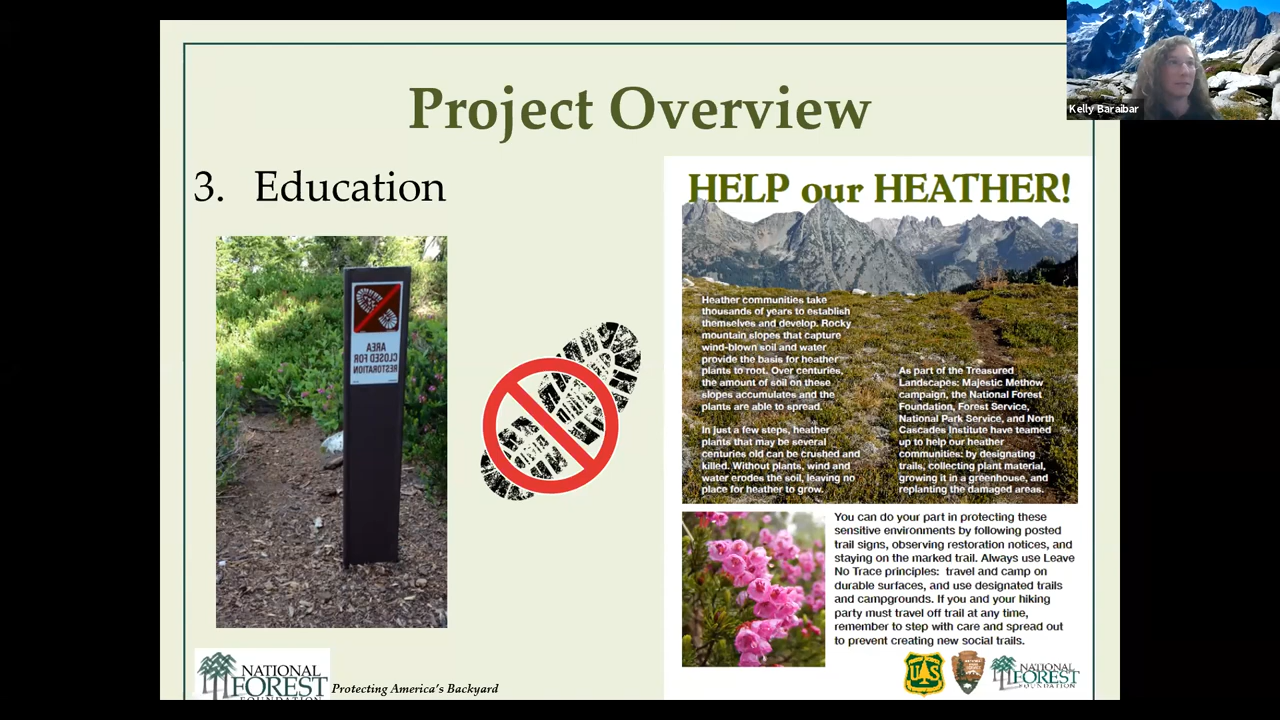 Project Overview
Kelly Baraibar
3. Education
AREA
CLOSED FOR
RESTORATION
HELP our HEATHER!
Heather communities take
thousands of years to establish
themselves and develop. Rocky
mountain slopes that capture
wind-blown soil and water
provide the basis for heather
plants to root. Over centuries,
the amount of soil on these
slopes accumulates and the
plants are able to spread.
In just a few steps, heather
plants that may be several
centuries old can be crushed and
killed. Without plants, wind and
water erodes the soil, leaving no
place for heather to grow.
As part of the Treasured
Landscapes: Majestic Methow
campaign, the National Forest
Foundation, Forest Service,
National Park Service, and North
Cascades Institute have teamed
up to help our heather
communities: by designating
trails, collecting plant material,
growing it in a greenhouse, and
replanting the damaged areas.
You can do your part in protecting these
sensitive environments by following posted
trail signs, observing restoration notices, and
staying on the marked trail. Always use Leave
No Trace principles: travel and camp on
durable surfaces, and use designated trails
and campgrounds. If you and your hiking
party must travel off trail at any time,
remember to step with care and spread out
to prevent creating new social trails.
NATIONAL
FOREST
FOUNDATION
Protecting America's Backyard
U S
NATIONAL
FOREST
FOUNDATION